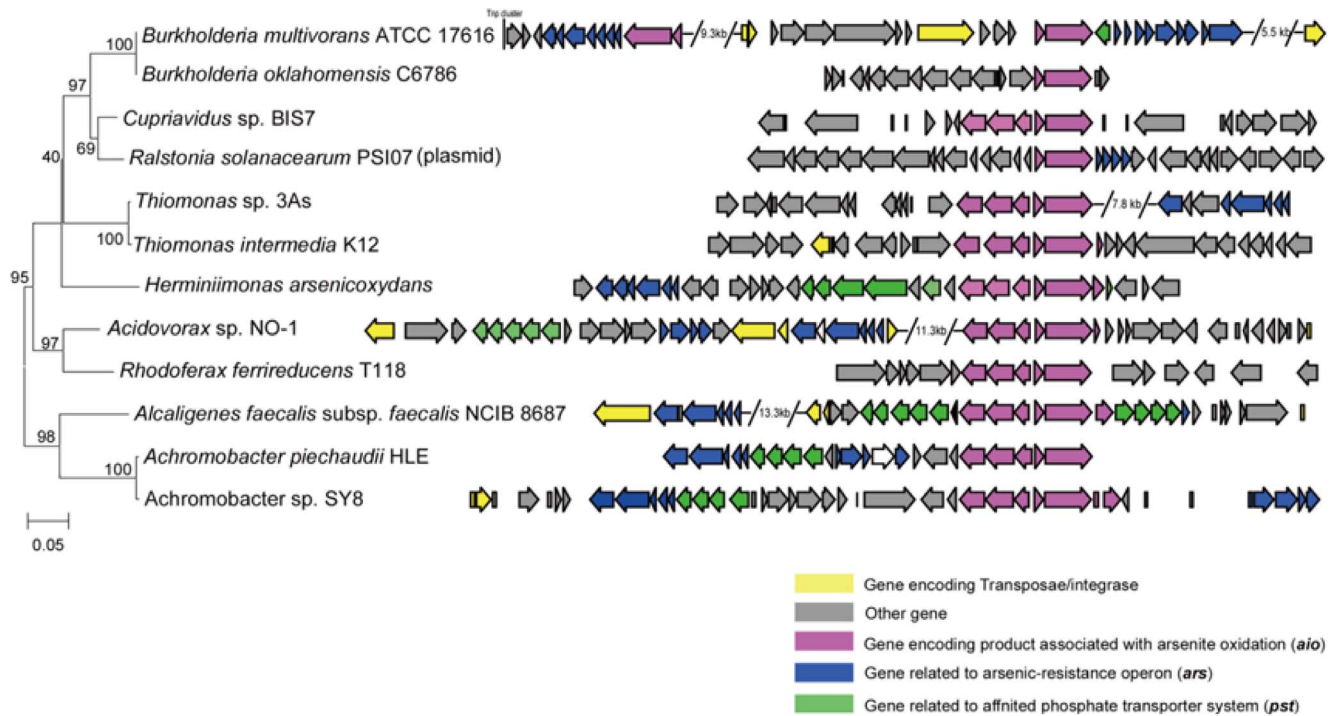 Tnp cluster
100
Burkholderia multivorans ATCC 17616
9.3kb
5.5 kb
Burkholderia oklahomensis C6786
97
Cupriavidus sp. BIS7
69
Ralstonia solanacearum PSI07 (plasmid)
40
Thiomonas sp. 3As
7.8 kb
100
Thiomonas intermedia K12
95
Herminiimonas arsenicoxydans
Acidovorax sp. NO-1
11.3kb
97
Rhodoferax ferrireducens T118
Alcaligenes faecalis subsp. faecalis NCIB 8687
13.3kb
98
Achromobacter piechaudii HLE
100
Achromobacter sp. SY8
0.05
Gene encoding Transposae/integrase
Other gene
Gene encoding product associated with arsenite oxidation (aio)
Gene related to arsenic-resistance operon (ars)
Gene related to affnited phosphate transporter system (pst)